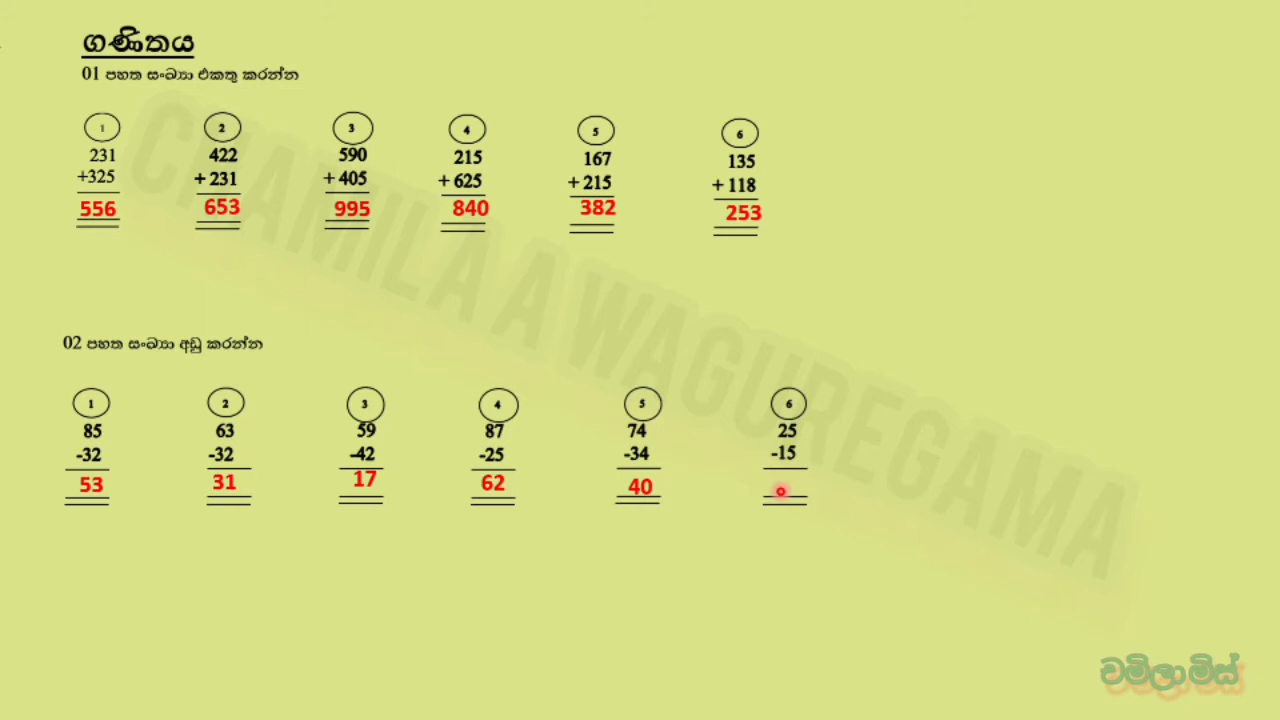 ගණිතය
01 පහත සංඛ්‍යා එකතු කරන්න
1 2 3 4 5 6
231 422 590 215 167 135
+325 + 231 + 405 + 625 + 215 + 118
556 653 995 840 382 253
CHAMILA A WAGUREGAMA
02 පහත සංඛ්‍යා අඩු කරන්න
1 2 3 4 5 6
85 63 59 87 74 25
-32 -32 -42 -25 -34 -15
53 31 17 62 40
චමිලා මිස්